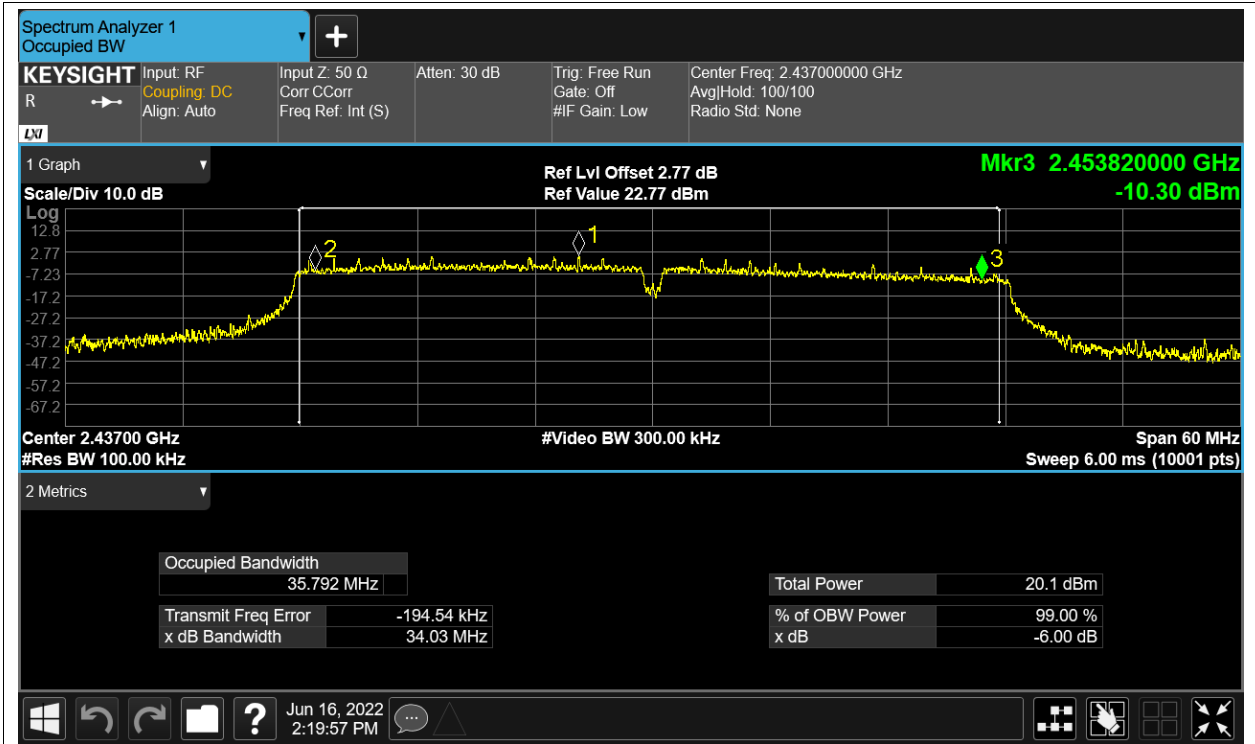 Spectrum Analyzer 1
Occupied BW
KEYSIGHT
R
LXI
Input: RF
Coupling: DC
Align: Auto
Input Z: 50 Ω
Corr CCorr
Freq Ref: Int (S)
Atten: 30 dB
Trig: Free Run
Gate: Off
#IF Gain: Low
Center Freq: 2.437000000 GHz
Avg|Hold: 100/100
Radio Std: None
1 Graph
Scale/Div 10.0 dB
Ref Lvl Offset 2.77 dB
Ref Value 22.77 dBm
Mkr3 2.453820000 GHz
-10.30 dBm
Log
12.8
2.77
-7.23
-17.2
-27.2
-37.2
-47.2
-57.2
-67.2
2
1
3
Center 2.43700 GHz
#Video BW 300.00 kHz
Span 60 MHz
#Res BW 100.00 kHz
Sweep 6.00 ms (10001 pts)
2 Metrics
Occupied Bandwidth
35.792 MHz
Transmit Freq Error -194.54 kHz
x dB Bandwidth 34.03 MHz
Total Power 20.1 dBm
% of OBW Power 99.00 %
x dB -6.00 dB
?
Jun 16, 2022
2:19:57 PM